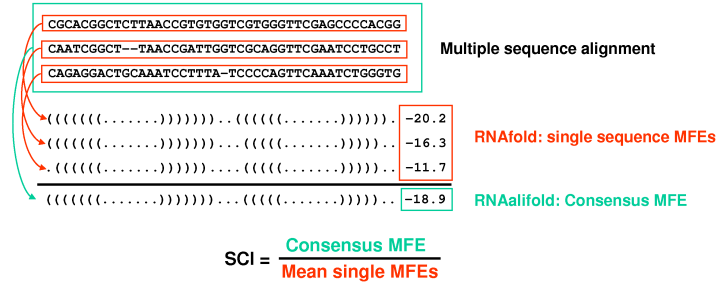 CGCACGGCTCTTAACCGTGTGGTCGTGGGTTCGAGCCCCACGG
CAATCGGCT--TAACCGATTGGTCGCAGGTTCGAATCCTGCCT
CAGAGGACTGCAAATCCTTTA-TCCCCAGTTCAAATCTGGGTG
Multiple sequence alignment
(((((((.......)))))))..((((((.......)))))). -20.2
(((((((.......)))))))...(((((.......))))).. -16.3
.((((((.......))))))...(((((.......)))))... -11.7
RNAfold: single sequence MFEs
(((((((.......)))))))...(((((.......))))).. -18.9
RNAalifold: Consensus MFE
SCI = Consensus MFE
Mean single MFEs